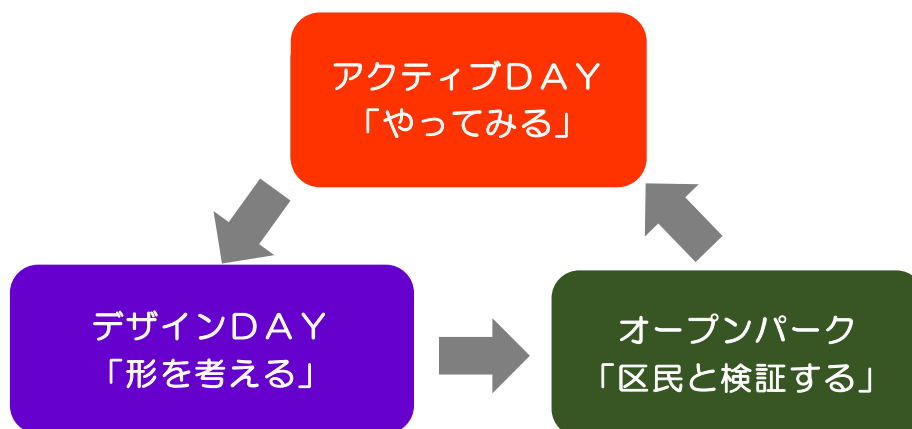 アクティブＤＡＹ
「やってみる」
デザインＤＡＹ
「形を考える」
オープンパーク
「区民と検証する」